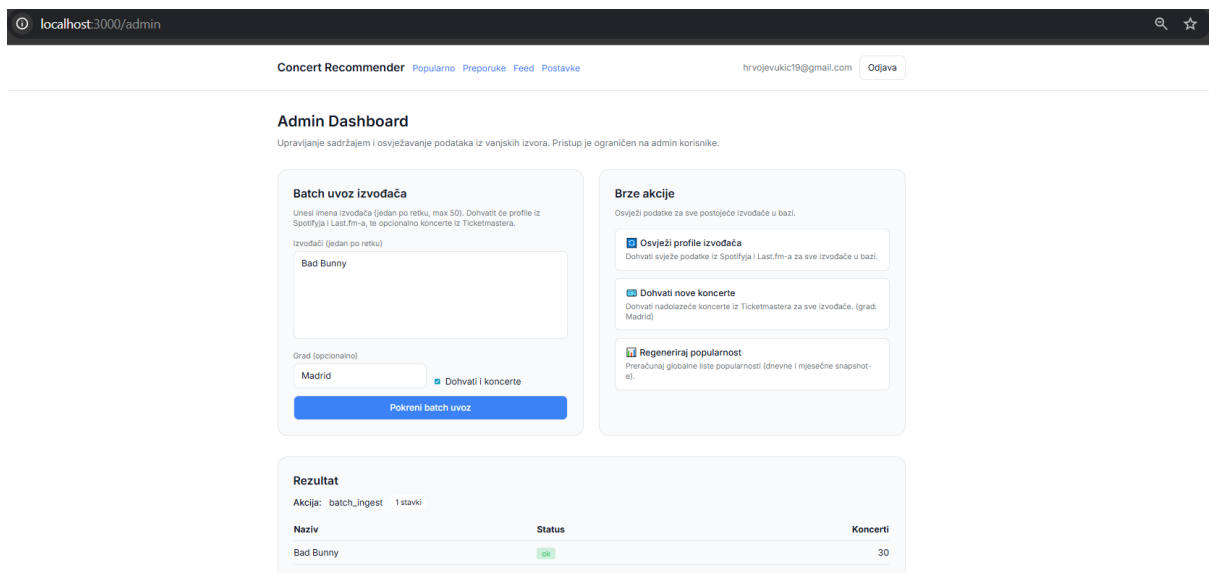 localhost:3000/admin
Concert Recommender Popularno Preporuke Feed Postavke hrvojevukic19@gmail.com Odjava
Admin Dashboard
Upravljanje sadržajem i osvježavanje podataka iz vanjskih izvora. Pristup je ograničen na admin korisnike.
Batch uvoz izvođača
Unesi imena izvođača (jedan po retku, max 50). Dohvatit će profile iz
Spotifyja i Last.fm-a, te opcionalno koncerte iz Ticketmastera.
Izvođači (jedan po retku)
Bad Bunny
Grad (opcionalno)
Madrid
Dohvati i koncerte
Pokreni batch uvoz
Brze akcije
Osvježi podatke za sve postojeće izvođače u bazi.
Osvježi profile izvođača
Dohvati svježe podatke iz Spotifyja i Last.fm-a za sve izvođače u bazi.
Dohvati nove koncerte
Dohvati nadolazeće koncerte iz Ticketmastera za sve izvođače. (grad:
Madrid)
Regeneriraj popularnost
Preračunaj globalne liste popularnosti (dnevne i mjesečne snapshot-
e).
Rezultat
Akcija: batch_ingest 1 stavki
Naziv Status Koncerti
Bad Bunny ok 30